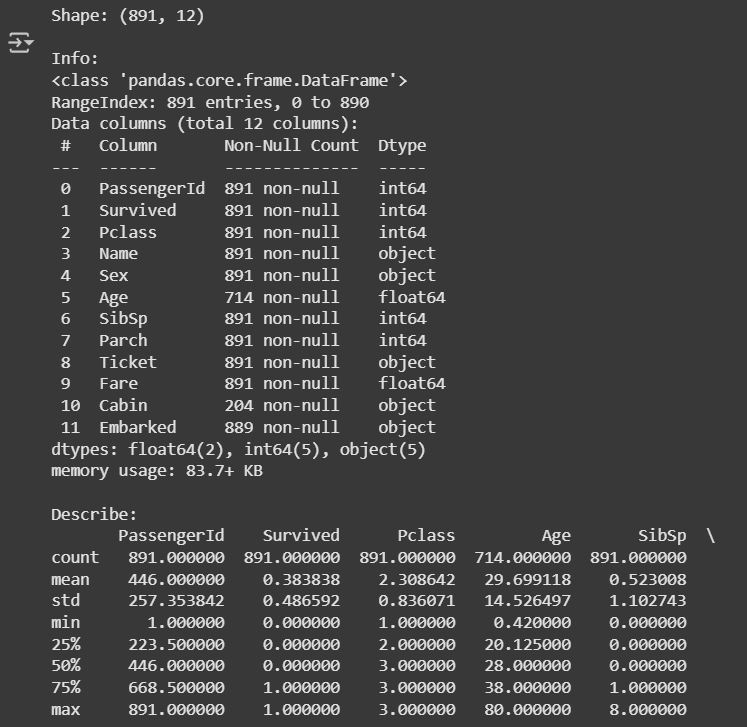 Shape: (891, 12)
Info:
<class 'pandas.core.frame.DataFrame'>
RangeIndex: 891 entries, 0 to 890
Data columns (total 12 columns):
 #   Column       Non-Null Count  Dtype
---  ------       --------------  -----
 0   PassengerId  891 non-null    int64
 1   Survived     891 non-null    int64
 2   Pclass       891 non-null    int64
 3   Name         891 non-null    object
 4   Sex          891 non-null    object
 5   Age          714 non-null    float64
 6   SibSp        891 non-null    int64
 7   Parch        891 non-null    int64
 8   Ticket       891 non-null    object
 9   Fare         891 non-null    float64
 10  Cabin        204 non-null    object
 11  Embarked     889 non-null    object
dtypes: float64(2), int64(5), object(5)
memory usage: 83.7+ KB
Describe:
       PassengerId    Survived      Pclass         Age       SibSp  \
count   891.000000  891.000000  891.000000  714.000000  891.000000
mean    446.000000    0.383838    2.308642   29.699118    0.523008
std     257.353842    0.486592    0.836071   14.526497    1.102743
min       1.000000    0.000000    1.000000    0.420000    0.000000
25%     223.500000    0.000000    2.000000   20.125000    0.000000
50%     446.000000    0.000000    3.000000   28.000000    0.000000
75%     668.500000    1.000000    3.000000   38.000000    1.000000
max     891.000000    1.000000    3.000000   80.000000    8.000000